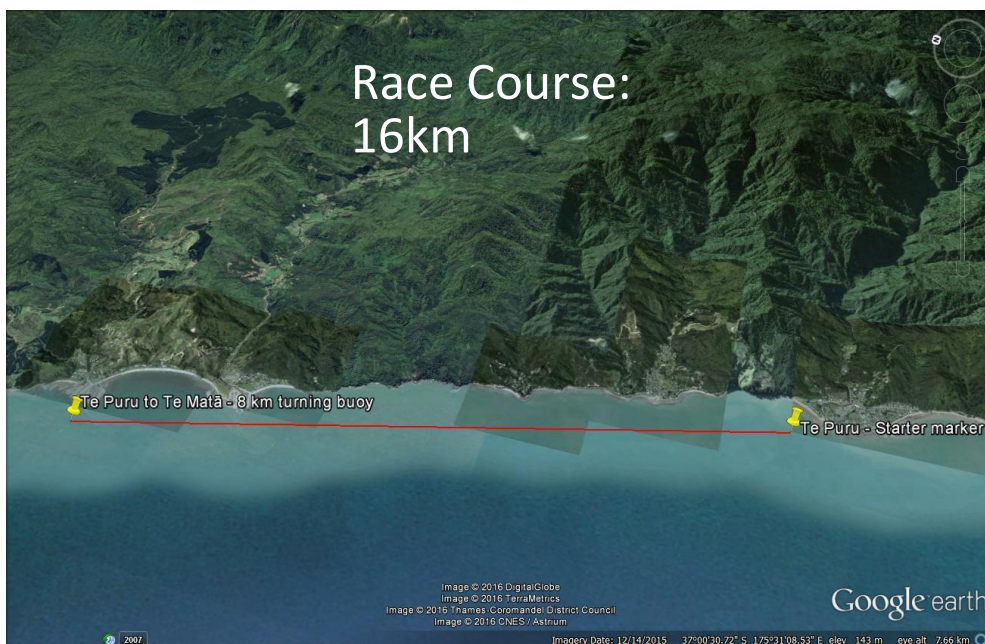 Race Course:
16km
N
Te Puru to Te Matā - 8 km turning buoy
Te Puru - Starter marker
Image © 2016 DigitalGlobe
Image © 2016 TerraMetrics
Image © 2016 Thames-Coromandel District Council
Image © 2016 CNES / Astrium
Google earth
2007
Imagery Date: 12/14/2015 37°00'30.72" S 175°31'08.53" E elev 143 m eye alt 7.66 km